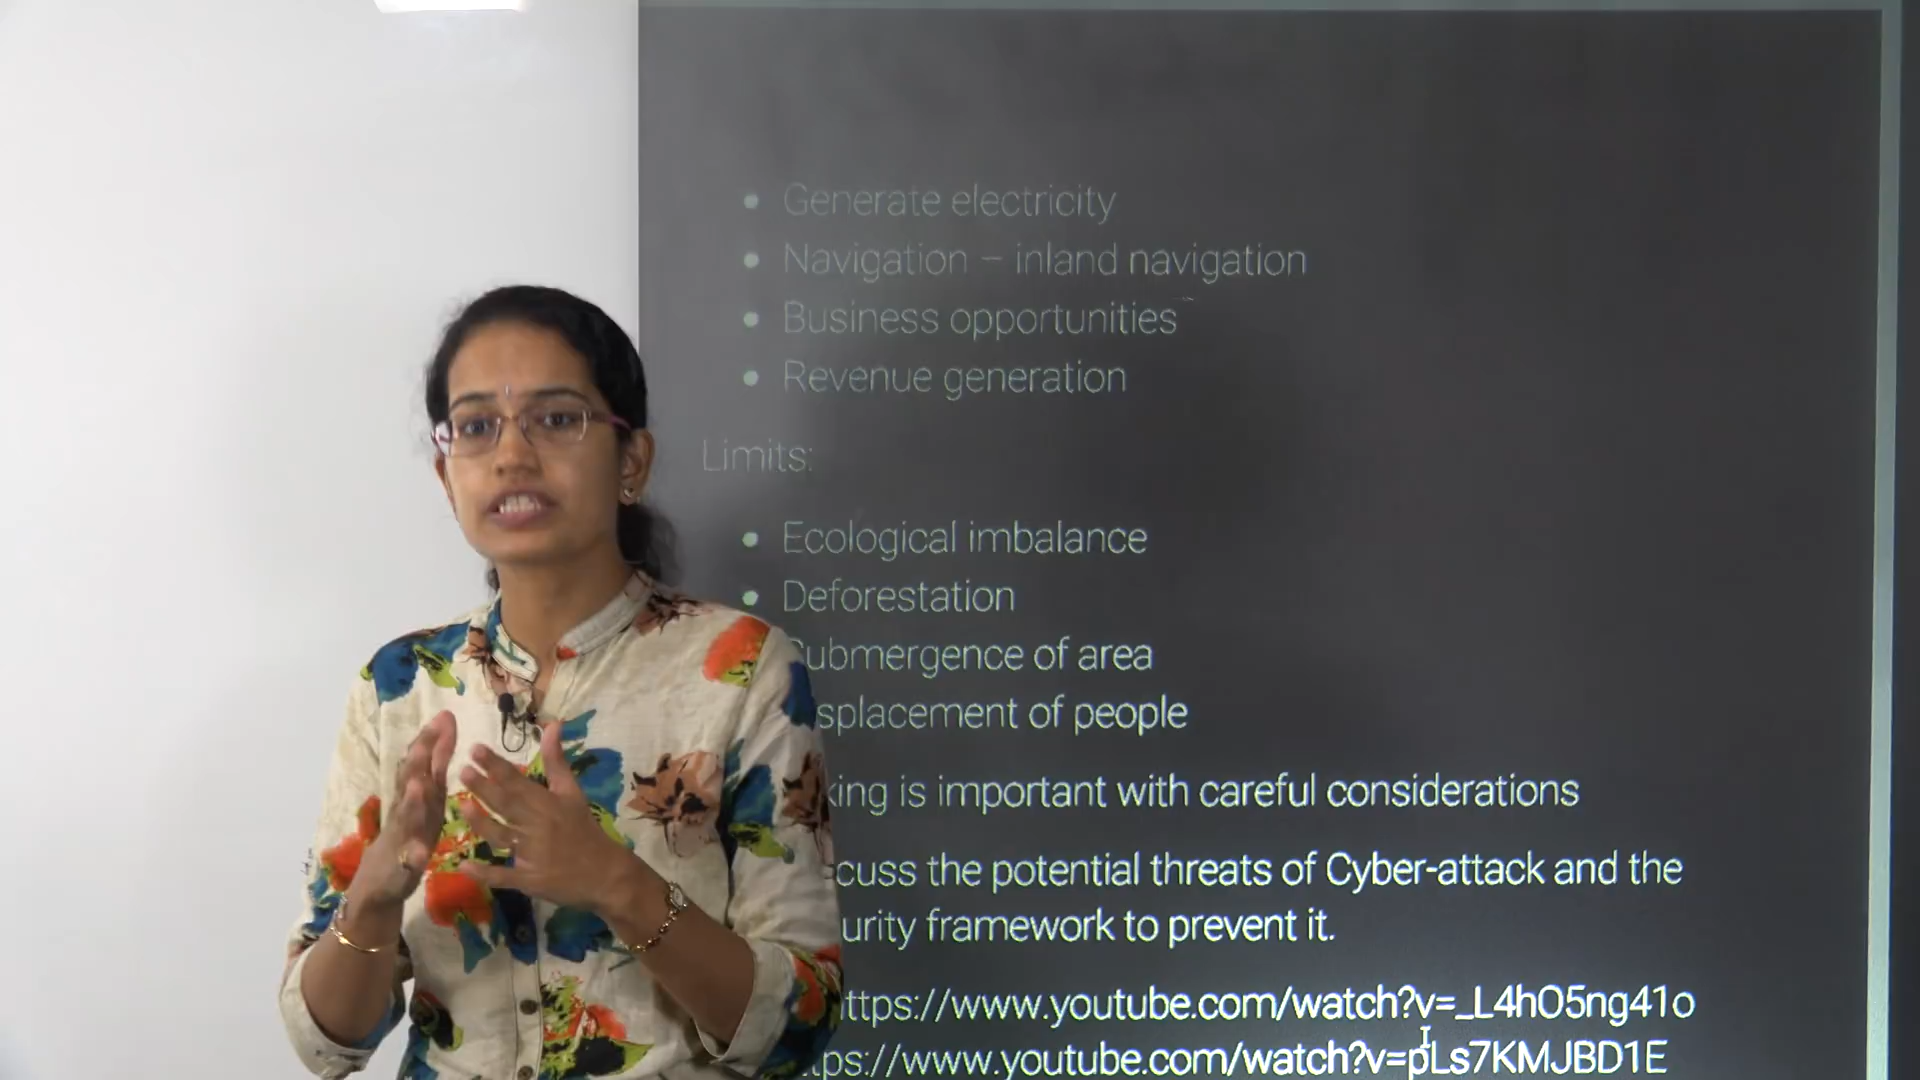 • Generate electricity
• Navigation – inland navigation
• Business opportunities
• Revenue generation
Limits:
• Ecological imbalance
• Deforestation
ubmergence of area
splacement of people
king is important with careful considerations
cuss the potential threats of Cyber-attack and the
urity framework to prevent it.
ttps://www.youtube.com/watch?v=_L4hO5ng41o
tps://www.youtube.com/watch?v=pLs7KMJBD1E